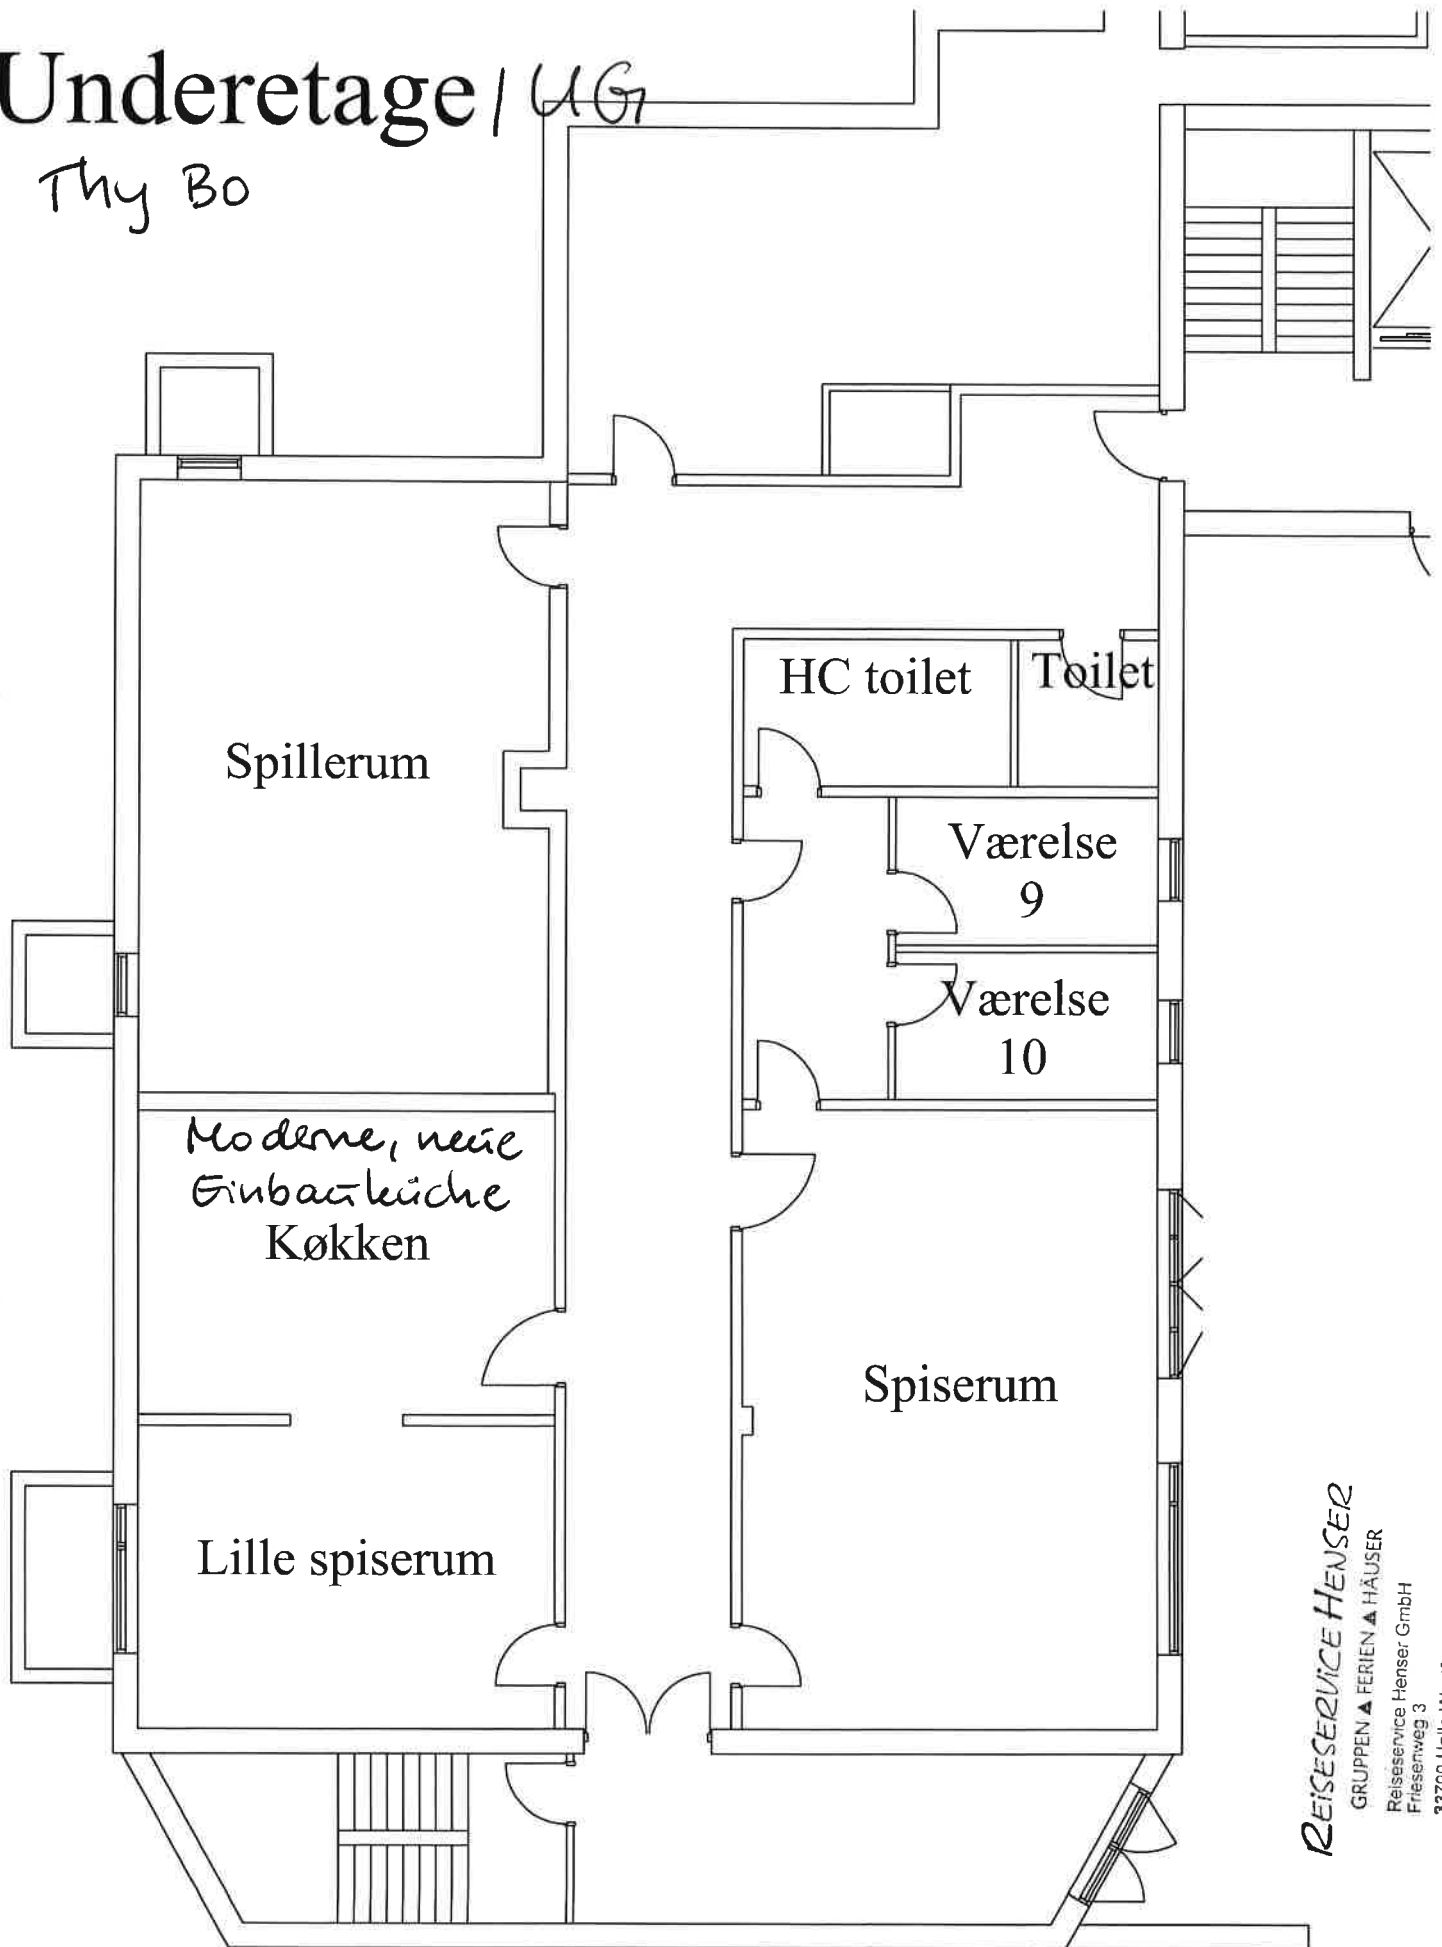 Underetage / UG
Thy Bo
HC toilet
Toilet
Spillerum
Værelse
9
Værelse
10
Moderne, neue
Einbauküche
Køkken
Spiserum
Lille spiserum
REISESERVICE HENSER
GRUPPEN ▲ FERIEN ▲ HÄUSER
Reiseservice Henser GmbH
Friesenweg 3